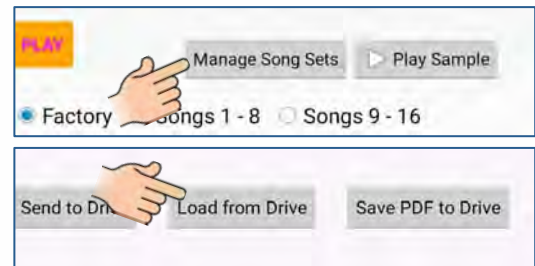 PLAY
Manage Song Sets Play Sample
Factory Songs 1 - 8 Songs 9 - 16
Send to Dri Load from Drive Save PDF to Drive